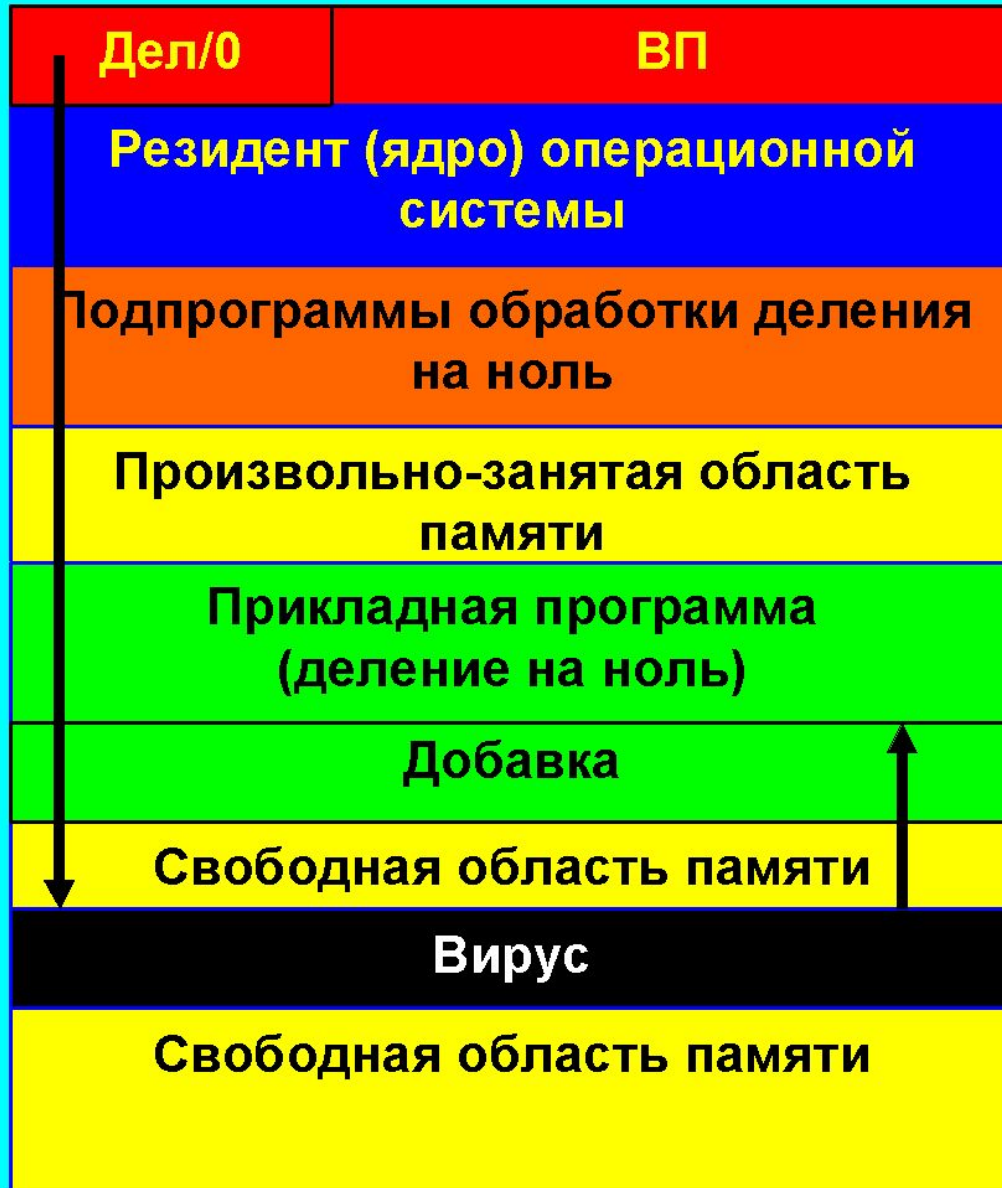 Дел/0 ВП
Резидент (ядро) операционной
системы
Подпрограммы обработки деления
на ноль
Произвольно-занятая область
памяти
Прикладная программа
(деление на ноль)
Добавка
Свободная область памяти
Вирус
Свободная область памяти